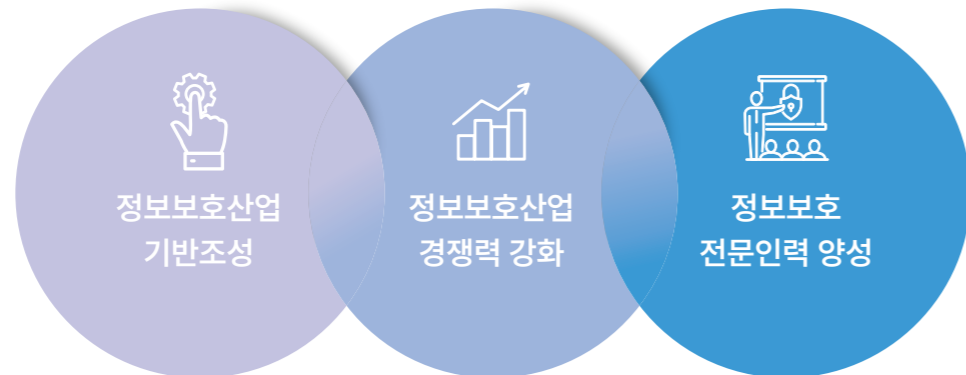 정보보호산업
기반조성
정보보호산업
경쟁력 강화
정보보호
전문인력 양성